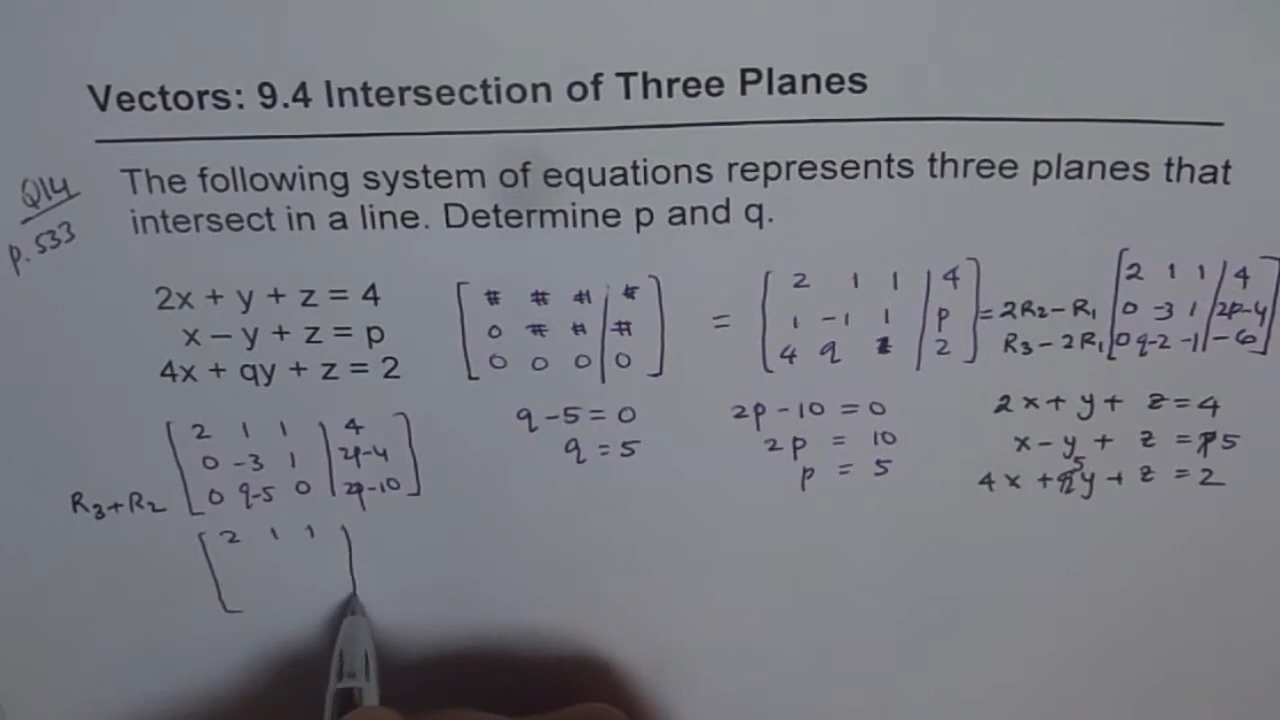 Vectors: 9.4 Intersection of Three Planes
Q14
p. 533
The following system of equations represents three planes that
intersect in a line. Determine p and q.
2x + y + z = 4
x – y + z = p
4x + qy + z = 2
[ # # # | # ]
[ 0 # # | # ]
[ 0 0 0 | 0 ]
=
[ 2 1 1 | 4 ]
[ 1 -1 1 | p ]
[ 4 q 1 | 2 ]
= 2R2 - R1
R3 - 2R1
[ 2 1 1 | 4 ]
[ 0 -3 1 | 2p-4 ]
[ 0 q-2 -1 | -6 ]
R3+R2
[ 2 1 1 | 4 ]
[ 0 -3 1 | 2p-4 ]
[ 0 q-5 0 | 2p-10 ]
q - 5 = 0
q = 5
2p - 10 = 0
2p = 10
p = 5
2x + y + z = 4
x - y + z = 5
4x + 5y + z = 2
[ 2 1 1